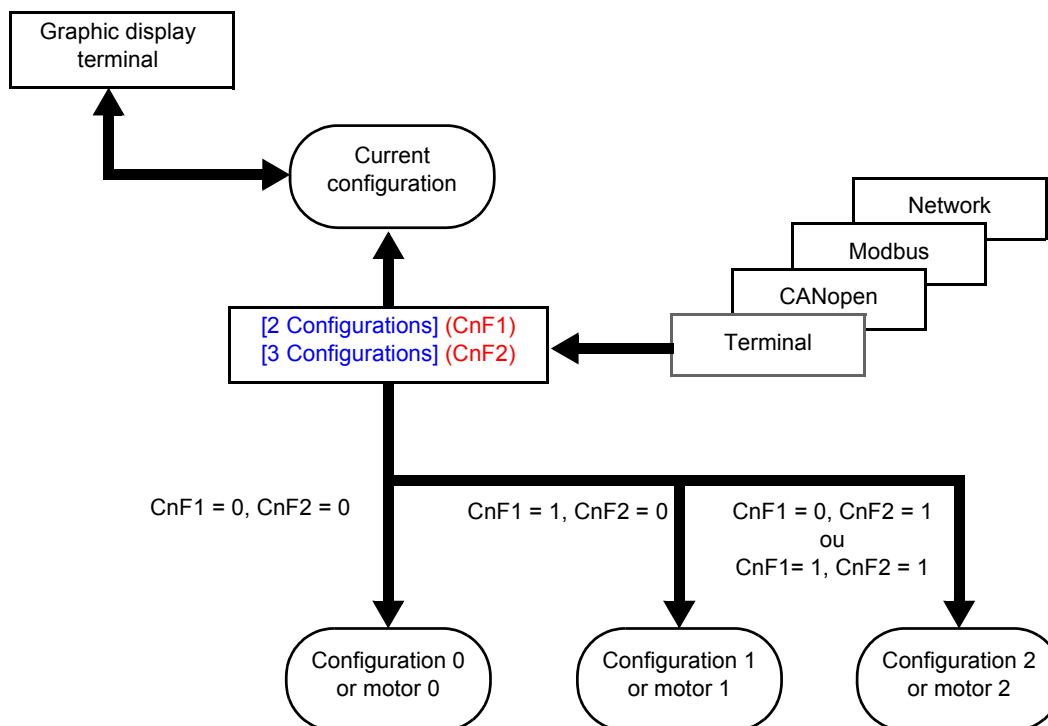 Graphic display
terminal
Current
configuration
Network
Modbus
CANopen
Terminal
[2 Configurations] (CnF1)
[3 Configurations] (CnF2)
CnF1 = 0, CnF2 = 0
CnF1 = 1, CnF2 = 0
CnF1 = 0, CnF2 = 1
ou
CnF1= 1, CnF2 = 1
Configuration 0
or motor 0
Configuration 1
or motor 1
Configuration 2
or motor 2